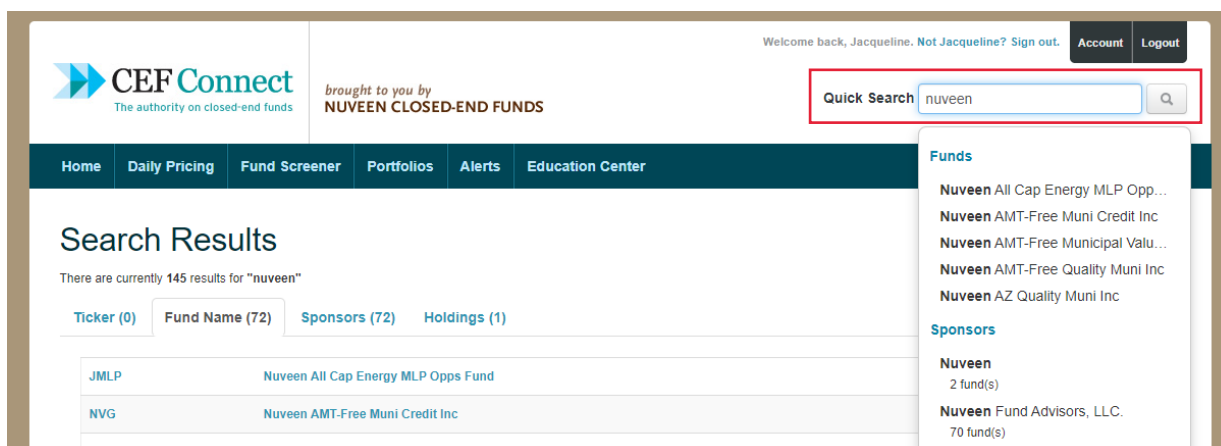 Welcome back, Jacqueline. Not Jacqueline? Sign out.
Account
Logout
CEF Connect
The authority on closed-end funds
brought to you by
NUVEEN CLOSED-END FUNDS
Quick Search
nuveen
Home
Daily Pricing
Fund Screener
Portfolios
Alerts
Education Center
Search Results
There are currently 145 results for "nuveen"
Ticker (0)
Fund Name (72)
Sponsors (72)
Holdings (1)
JMLP
Nuveen All Cap Energy MLP Opps Fund
NVG
Nuveen AMT-Free Muni Credit Inc
Funds
Nuveen All Cap Energy MLP Opp...
Nuveen AMT-Free Muni Credit Inc
Nuveen AMT-Free Municipal Valu...
Nuveen AMT-Free Quality Muni Inc
Nuveen AZ Quality Muni Inc
Sponsors
Nuveen
2 fund(s)
Nuveen Fund Advisors, LLC.
70 fund(s)